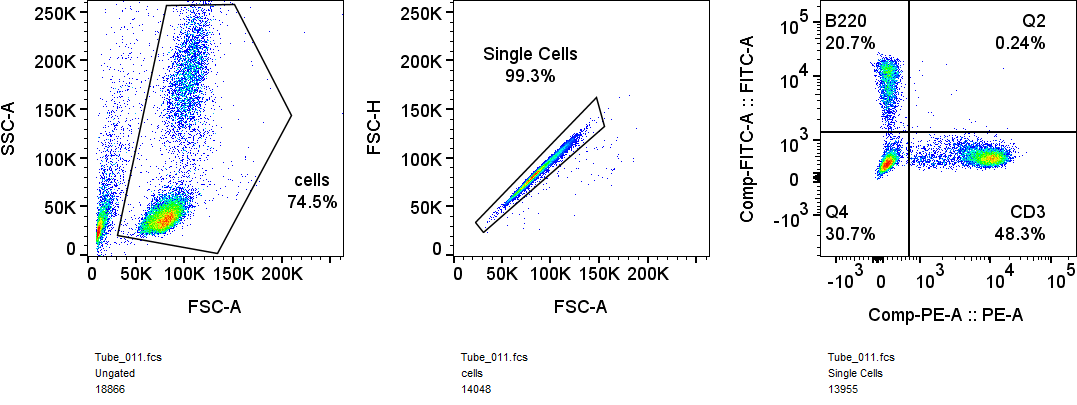 250K
200K
150K
100K
50K
0
SSC-A
cells
74.5%
0 50K 100K 150K 200K
FSC-A
Tube_011.fcs
Ungated
18866
250K
200K
150K
100K
50K
0
FSC-H
Single Cells
99.3%
0 50K 100K 150K 200K
FSC-A
Tube_011.fcs
cells
14048
10^5
10^4
10^3
0
-10^3
Comp-FITC-A :: FITC-A
B220
20.7%
Q2
0.24%
Q4
30.7%
CD3
48.3%
-10^3 0 10^3 10^4 10^5
Comp-PE-A :: PE-A
Tube_011.fcs
Single Cells
13955